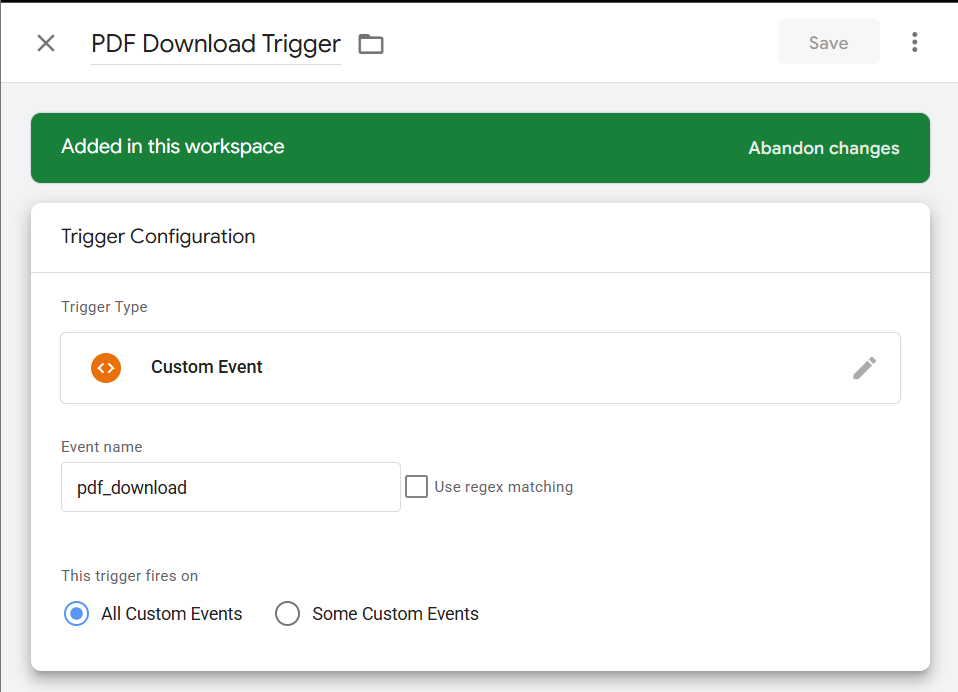 PDF Download Trigger
Save
Added in this workspace
Abandon changes
Trigger Configuration
Trigger Type
Custom Event
Event name
pdf_download
Use regex matching
This trigger fires on
All Custom Events
Some Custom Events